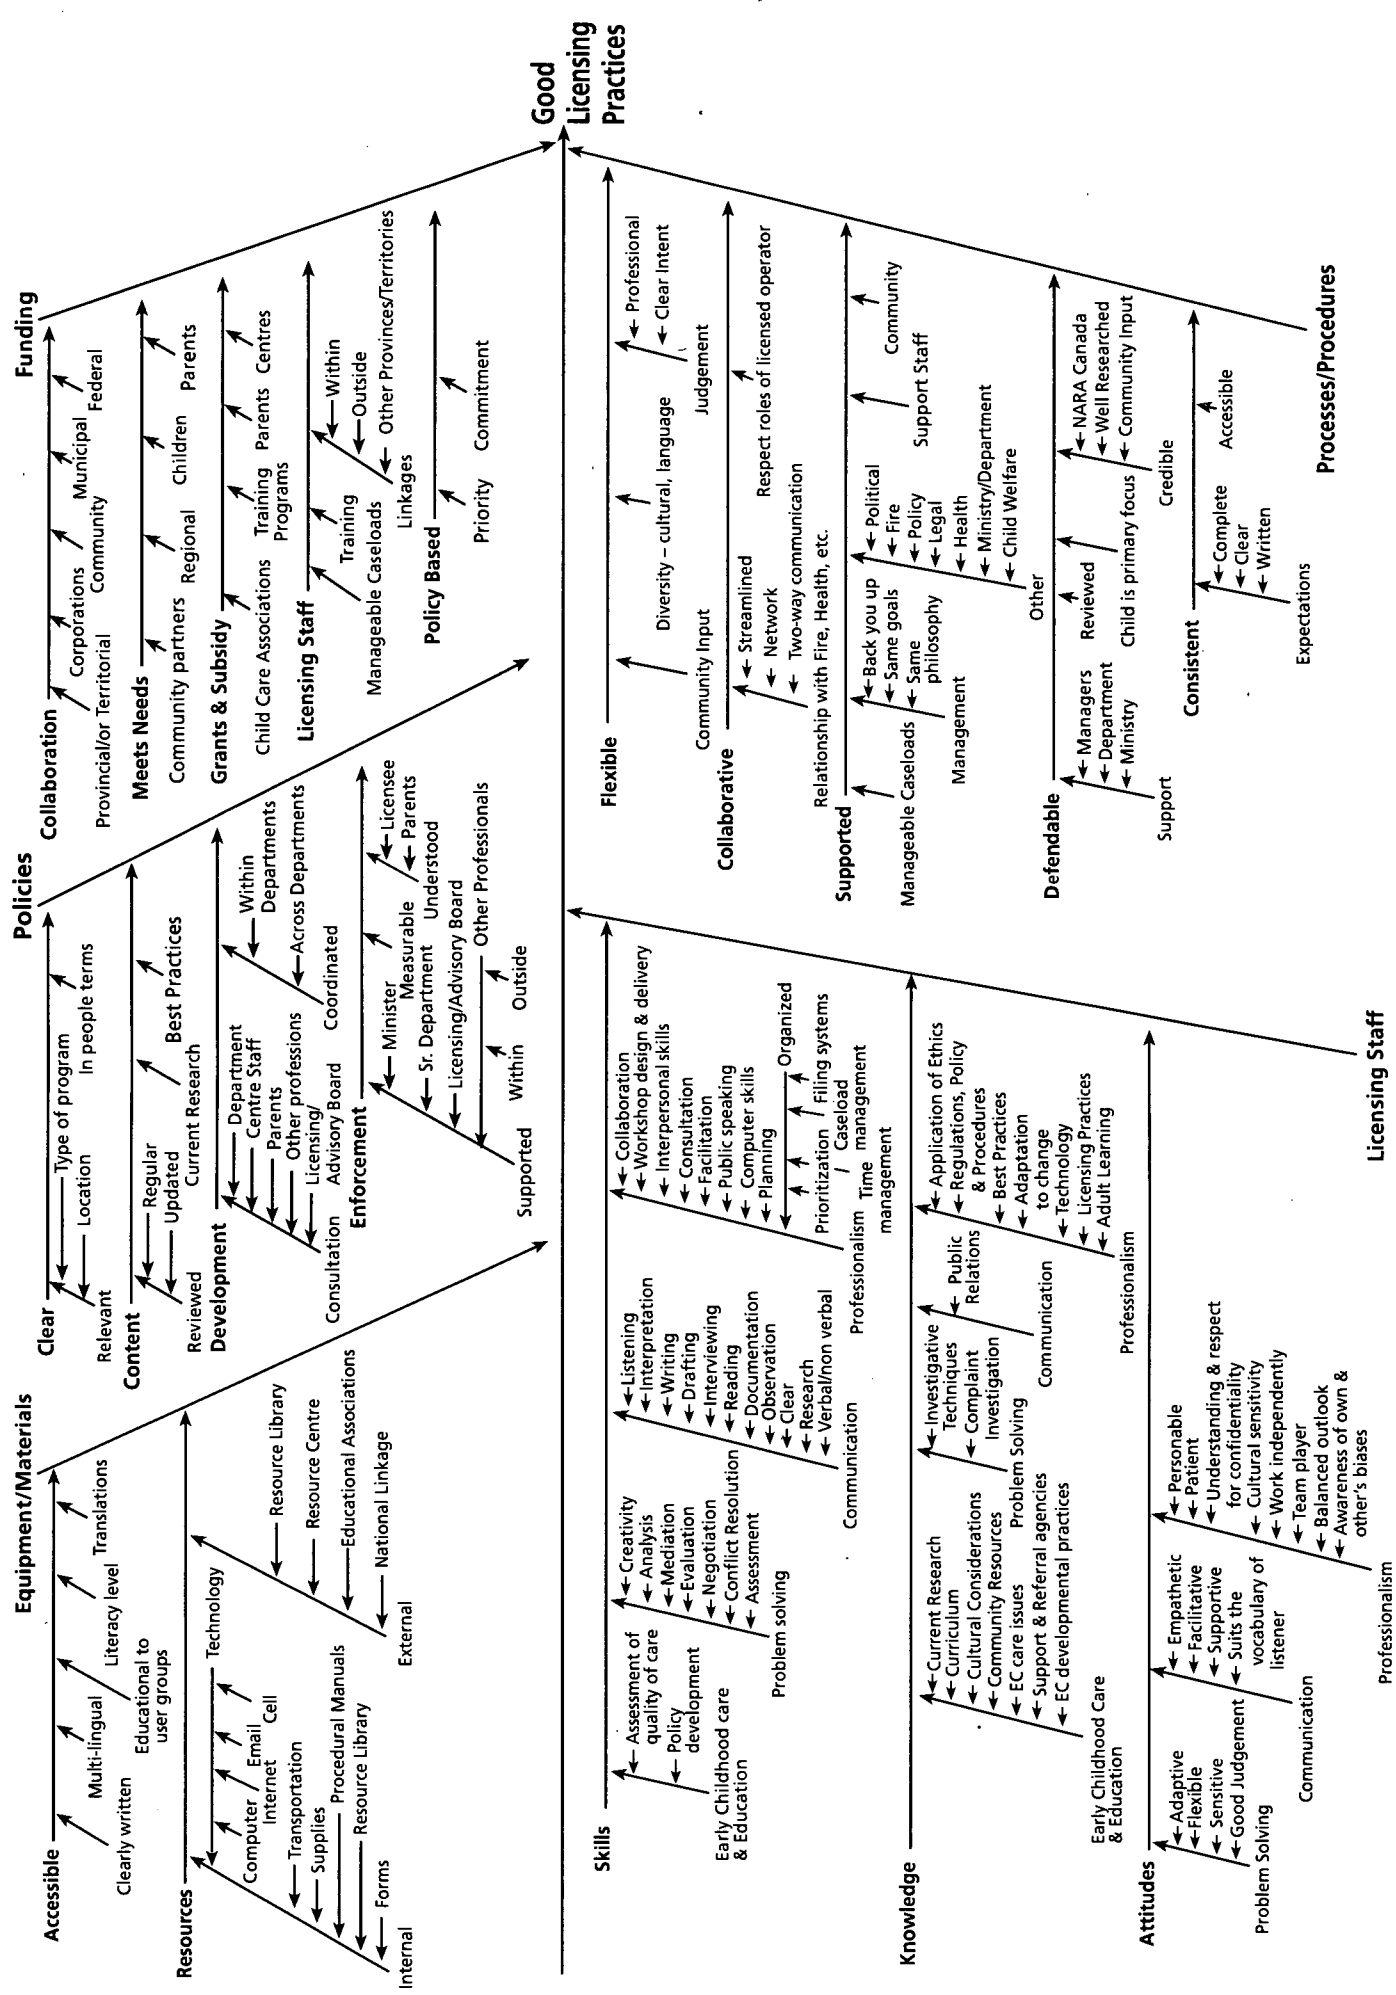 Equipment/Materials
Accessible
Clearly written
Multi-lingual
Educational to
user groups
Literacy level
Translations
Resources
Technology
Computer
Internet
Email
Cell
Transportation
Supplies
Procedural Manuals
Resource Library
Forms
Internal
Resource Library
Resource Centre
Educational Associations
National Linkage
External
Policies
Clear
Type of program
Location
Relevant
In people terms
Content
Regular
Updated
Reviewed
Current Research
Best Practices
Development
Department
Centre Staff
Parents
Other professions
Licensing/
Advisory Board
Consultation
Within
Departments
Across Departments
Coordinated
Enforcement
Minister
Sr. Department
Licensing/Advisory Board
Other Professionals
Within
Outside
Supported
Measurable
Licensee
Parents
Understood
Funding
Collaboration
Provincial/or Territorial
Corporations
Community
Municipal
Federal
Meets Needs
Community partners
Regional
Children
Parents
Grants & Subsidy
Child Care Associations
Training
Programs
Parents
Centres
Licensing Staff
Manageable Caseloads
Training
Within
Outside
Other Provinces/Territories
Linkages
Policy Based
Priority
Commitment
Good
Licensing
Practices
Skills
Assessment of
quality of care
Policy
development
Early Childhood care
& Education
Creativity
Analysis
Mediation
Evaluation
Negotiation
Conflict Resolution
Assessment
Problem solving
Listening
Interpretation
Writing
Drafting
Interviewing
Reading
Documentation
Observation
Clear
Research
Verbal/non verbal
Communication
Collaboration
Workshop design & delivery
Interpersonal skills
Consultation
Facilitation
Public speaking
Computer skills
Planning
Organized
Prioritization
Filing systems
Caseload
management
Time
management
Professionalism
Knowledge
Current Research
Curriculum
Cultural Considerations
Community Resources
EC care issues
Support & Referral agencies
EC developmental practices
Early Childhood Care
& Education
Investigative
Techniques
Complaint
Investigation
Problem Solving
Public
Relations
Communication
Application of Ethics
Regulations, Policy
& Procedures
Best Practices
Adaptation
to change
Technology
Licensing Practices
Adult Learning
Professionalism
Attitudes
Adaptive
Flexible
Sensitive
Good Judgement
Problem Solving
Empathetic
Facilitative
Supportive
Suits the
vocabulary of
listener
Communication
Personable
Patient
Understanding & respect
for confidentiality
Cultural sensitivity
Work independently
Team player
Balanced outlook
Awareness of own &
other's biases
Professionalism
Licensing Staff
Flexible
Community Input
Diversity – cultural, language
Professional
Clear Intent
Judgement
Collaborative
Streamlined
Network
Two-way communication
Relationship with Fire, Health, etc.
Respect roles of licensed operator
Supported
Manageable Caseloads
Back you up
Same goals
Same
philosophy
Management
Political
Fire
Policy
Legal
Health
Ministry/Department
Child Welfare
Other
Support Staff
Community
Defendable
Managers
Department
Ministry
Support
Reviewed
Child is primary focus
NARA Canada
Well Researched
Community Input
Credible
Consistent
Complete
Clear
Written
Expectations
Accessible
Processes/Procedures